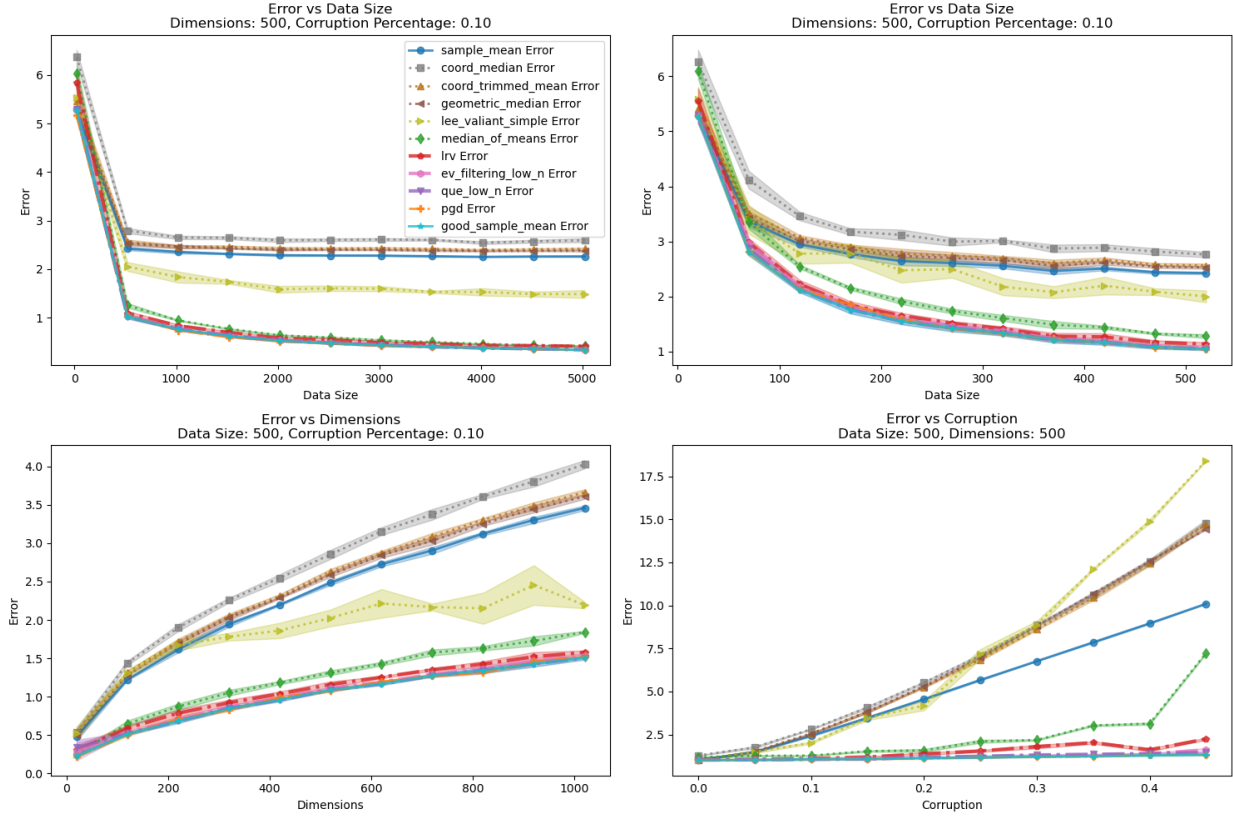 Error vs Data Size
Dimensions: 500, Corruption Percentage: 0.10
Error
6
5
4
3
2
1
0
1000
2000
3000
4000
5000
Data Size
sample_mean Error
coord_median Error
coord_trimmed_mean Error
geometric_median Error
lee_valiant_simple Error
median_of_means Error
lrv Error
ev_filtering_low_n Error
que_low_n Error
pgd Error
good_sample_mean Error
Error vs Data Size
Dimensions: 500, Corruption Percentage: 0.10
Error
6
5
4
3
2
1
0
100
200
300
400
500
Data Size
Error vs Dimensions
Data Size: 500, Corruption Percentage: 0.10
Error
4.0
3.5
3.0
2.5
2.0
1.5
1.0
0.5
0.0
0
200
400
600
800
1000
Dimensions
Error vs Corruption
Data Size: 500, Dimensions: 500
Error
17.5
15.0
12.5
10.0
7.5
5.0
2.5
0.0
0.1
0.2
0.3
0.4
Corruption